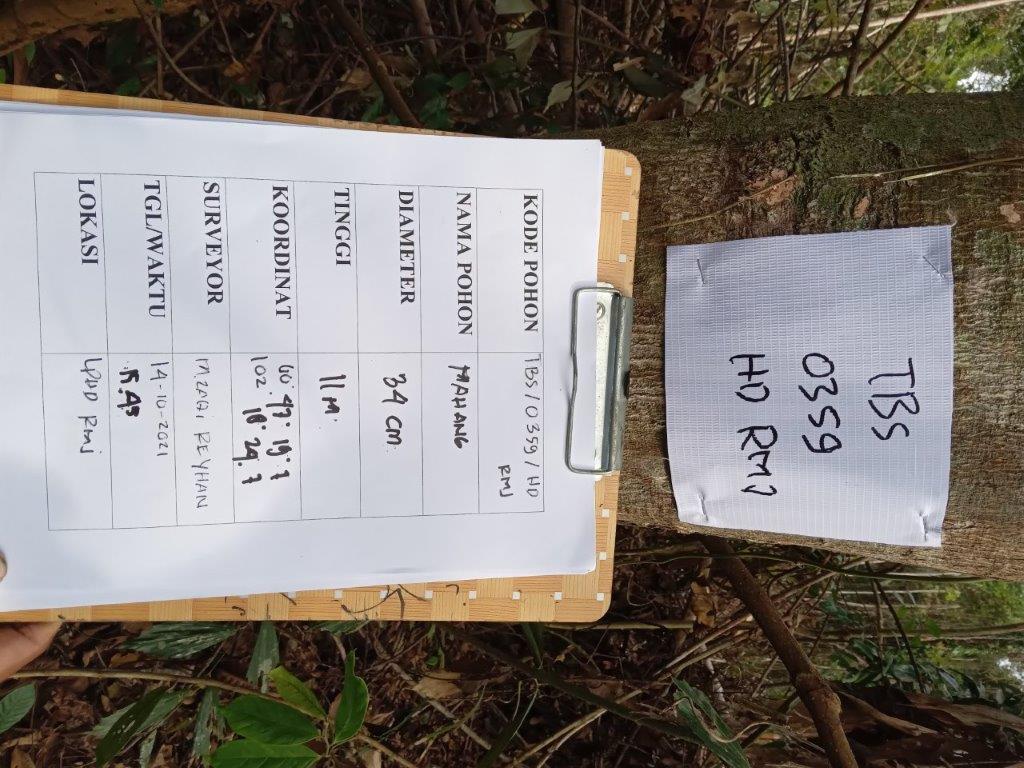 TBS
0359
HD RMJ
KODE POHON TBS/0359/HD
RMJ
NAMA POHON MAHANG
DIAMETER 34 cm
TINGGI 11 M
KOORDINAT 00° 47' 19.7
102° 18' 29.7
SURVEYOR M.ZAQI REYHAN
TGL/WAKTU 14-10-2021
15.45
LOKASI LPHD RMJ